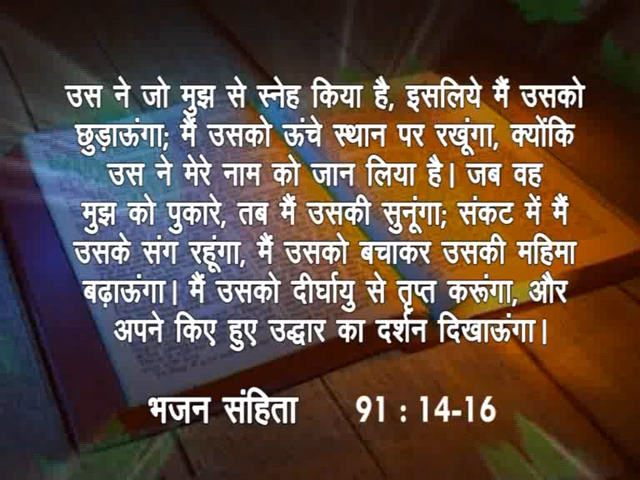 उस ने जो मुझ से स्नेह किया है, इसलिये मैं उसको
छुड़ाऊंगा; मैं उसको ऊंचे स्थान पर रखूंगा, क्योंकि
उस ने मेरे नाम को जान लिया है। जब वह
मुझ को पुकारे, तब मैं उसकी सुनूंगा; संकट में मैं
उसके संग रहूंगा, मैं उसको बचाकर उसकी महिमा
बढ़ाऊंगा। मैं उसको दीर्घायु से तृप्त करूंगा, और
अपने किए हुए उद्धार का दर्शन दिखाऊंगा।
भजन संहिता 91 : 14-16